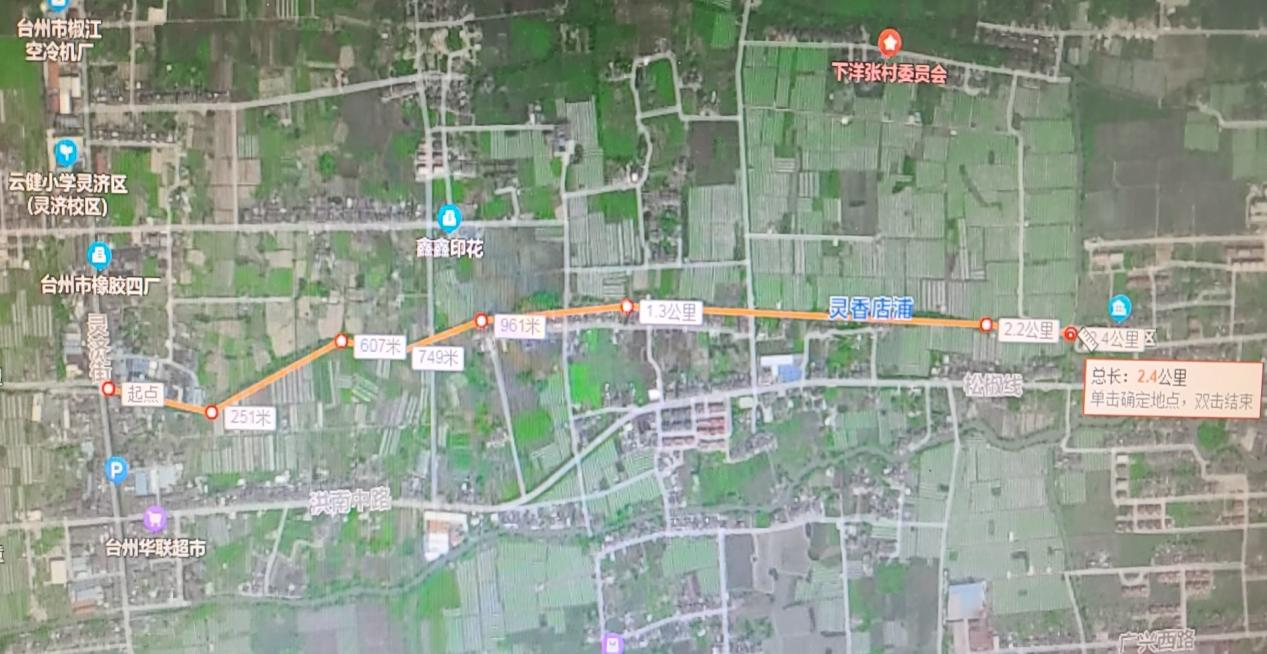 台州市椒江
空冷机厂
下洋张村委员会
云健小学灵济区
(灵济校区)
鑫鑫印花
台州市橡胶四厂
灵济街
起点
251米
607米
749米
961米
1.3公里
灵香店浦
2.2公里
2.4公里
总长：2.4公里
单击确定地点，双击结束
松椒线
洪南中路
台州华联超市
P
广兴西路